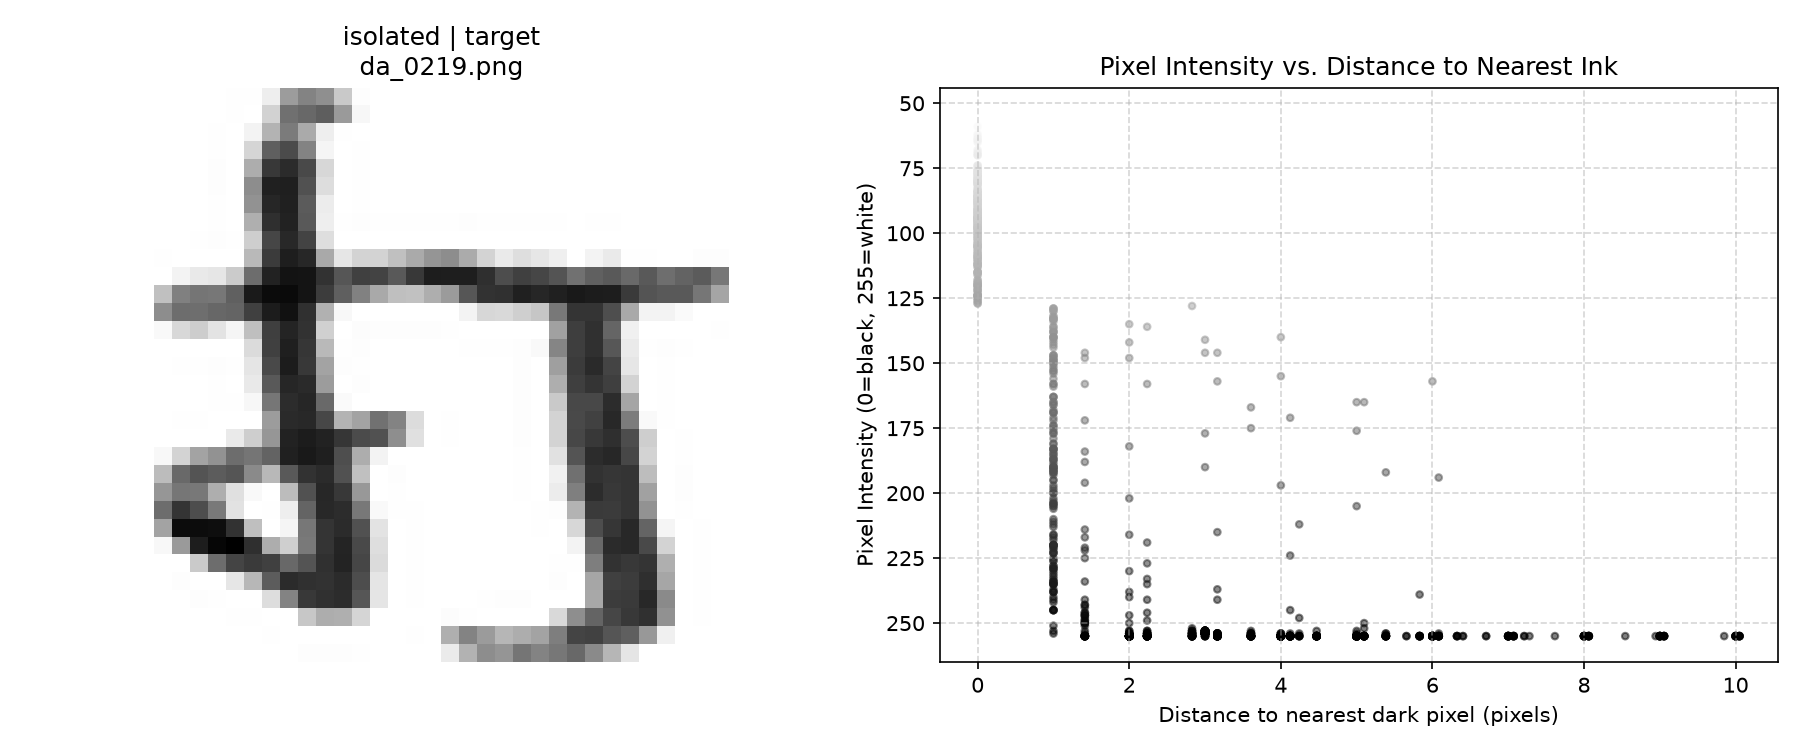 isolated | target
da_0219.png
打
Pixel Intensity vs. Distance to Nearest Ink
Pixel Intensity (0=black, 255=white)
50
75
100
125
150
175
200
225
250
0 2 4 6 8 10
Distance to nearest dark pixel (pixels)